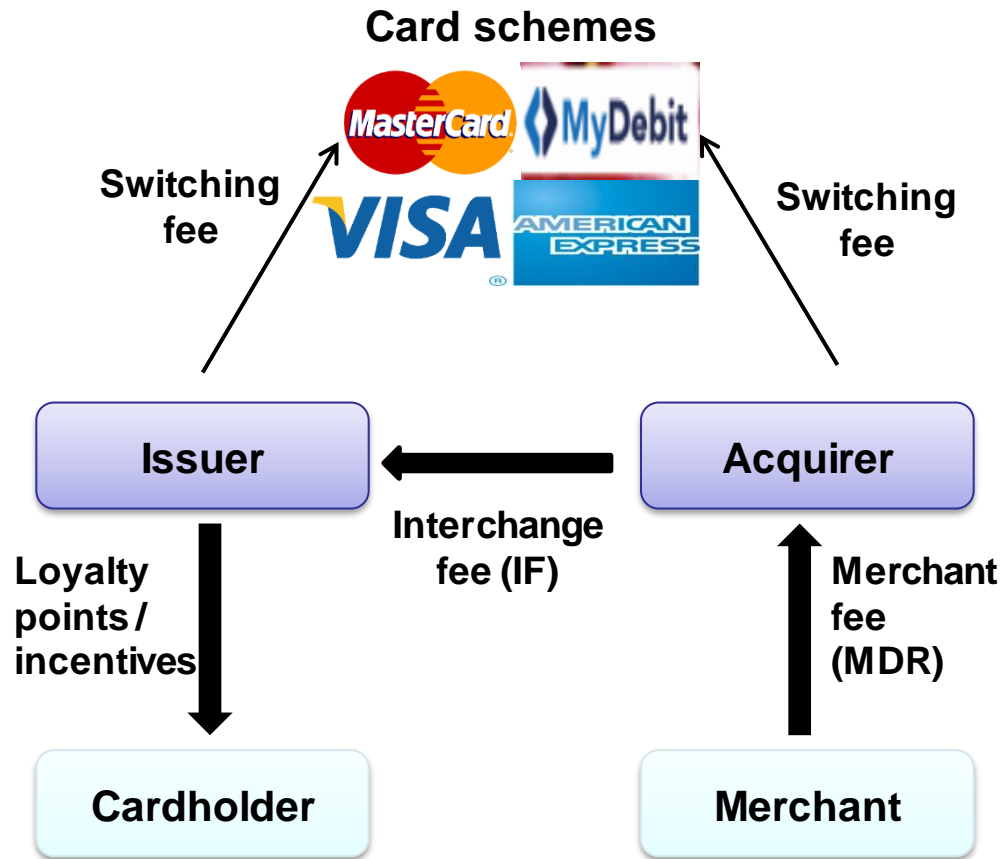 Card schemes
MasterCard
MyDebit
VISA
®
AMERICAN
EXPRESS
Switching
fee
Switching
fee
Issuer
Acquirer
Interchange
fee (IF)
Loyalty
points /
incentives
Merchant
fee
(MDR)
Cardholder
Merchant